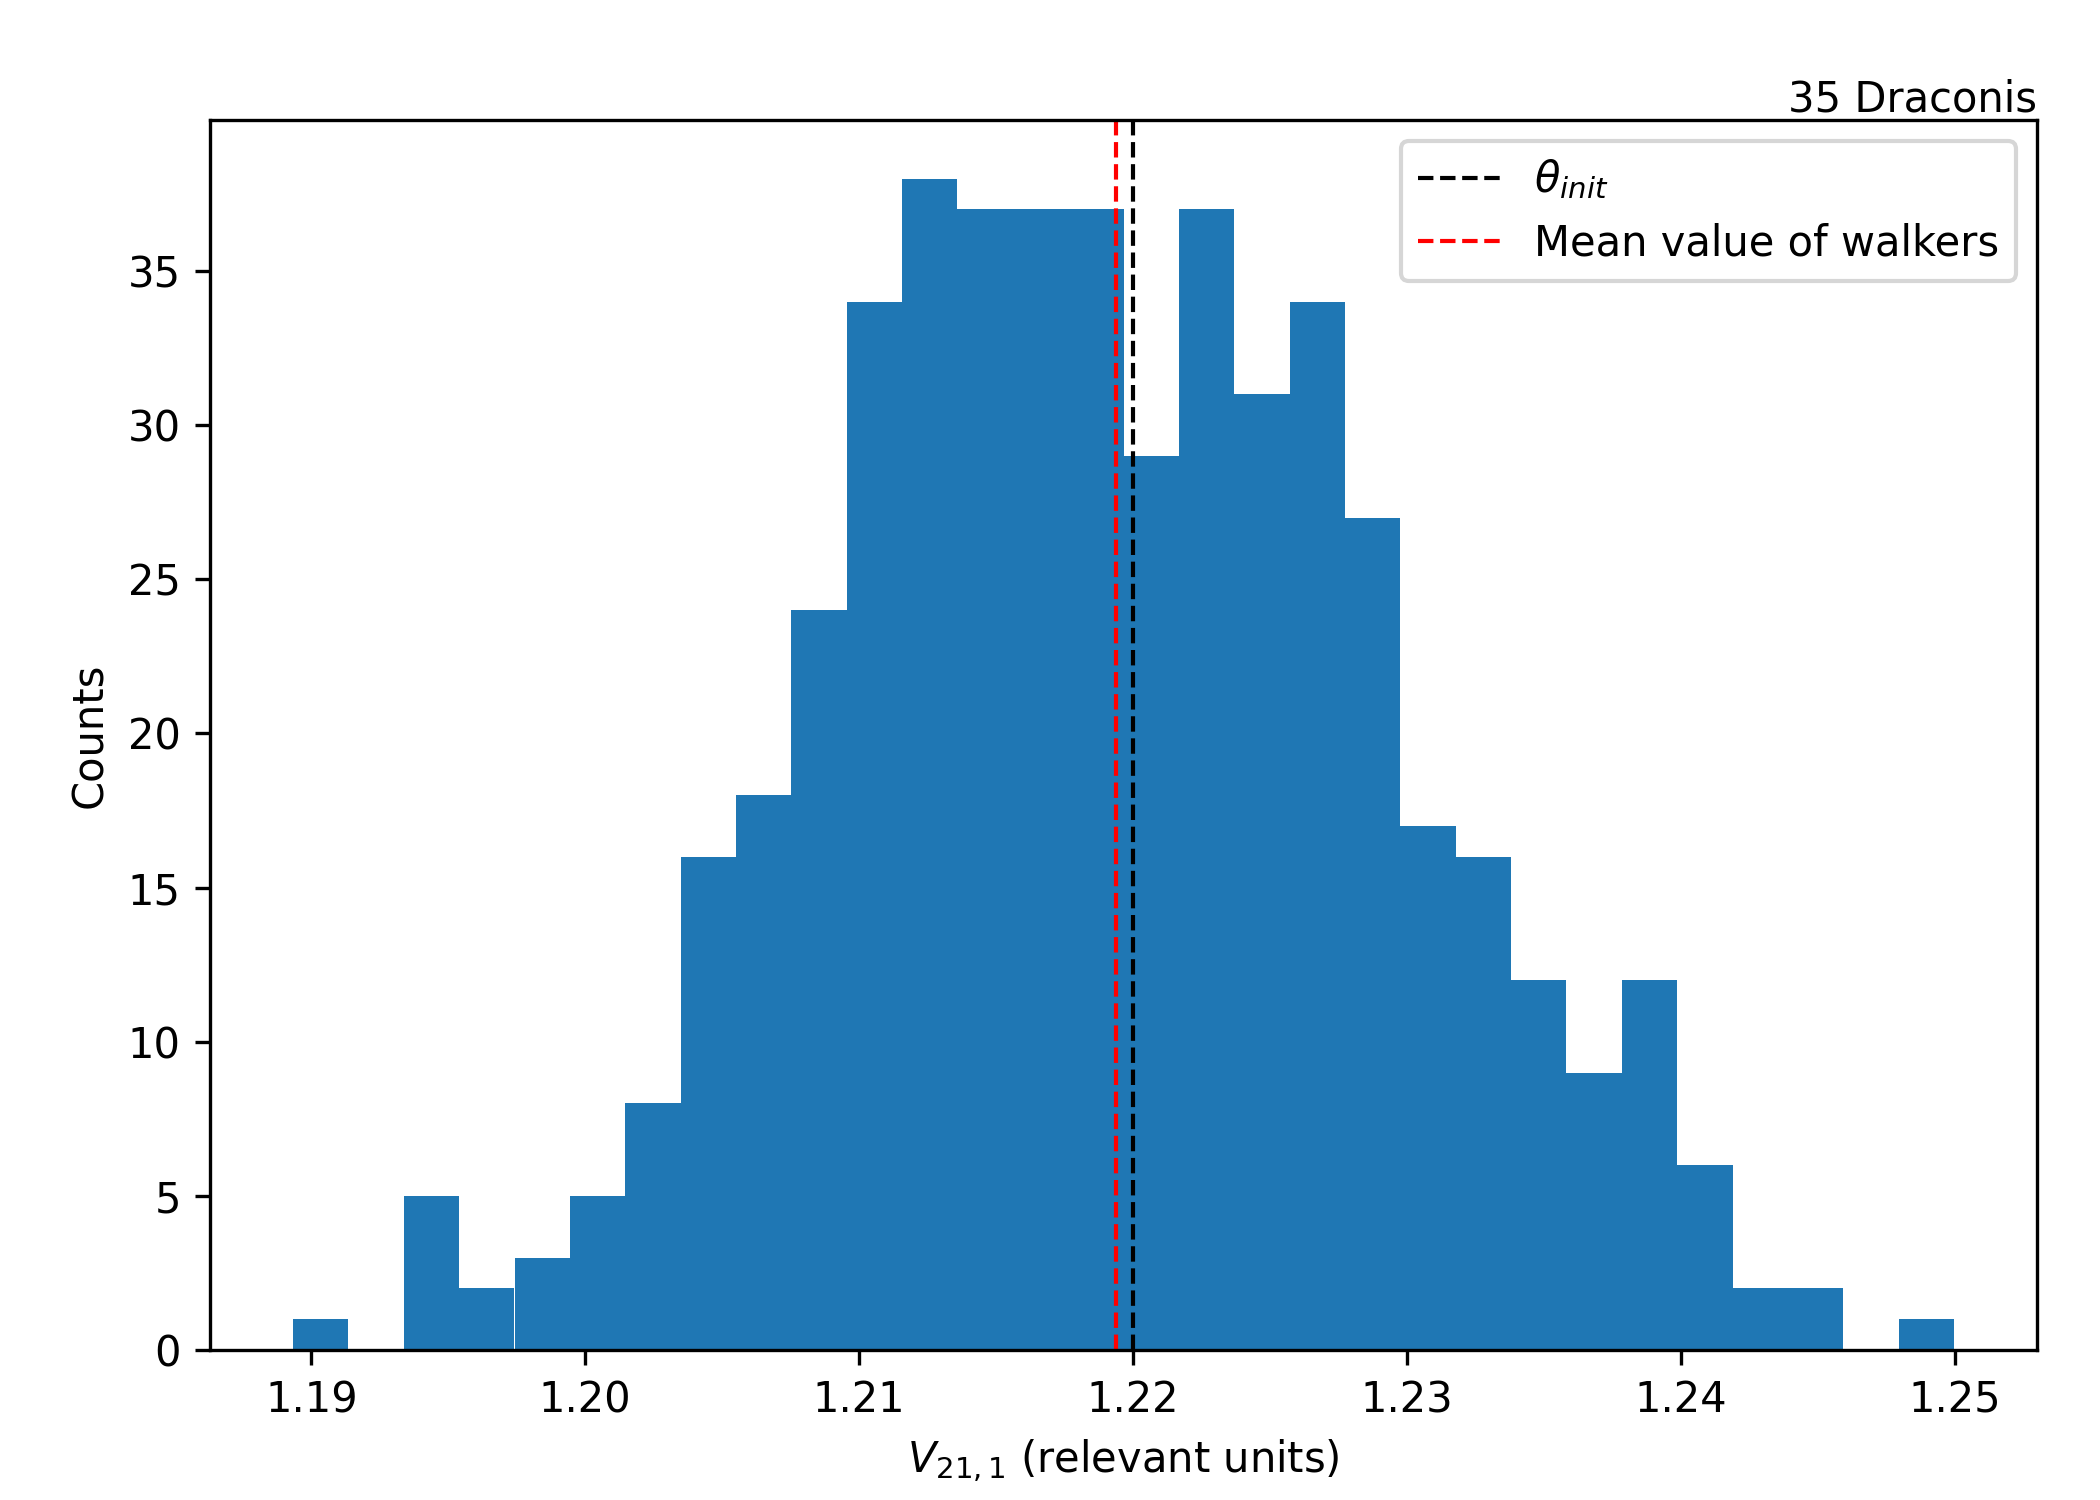 35 Draconis
θinit
Mean value of walkers
35
30
25
20
15
10
5
0
Counts
1.19 1.20 1.21 1.22 1.23 1.24 1.25
V21,1 (relevant units)